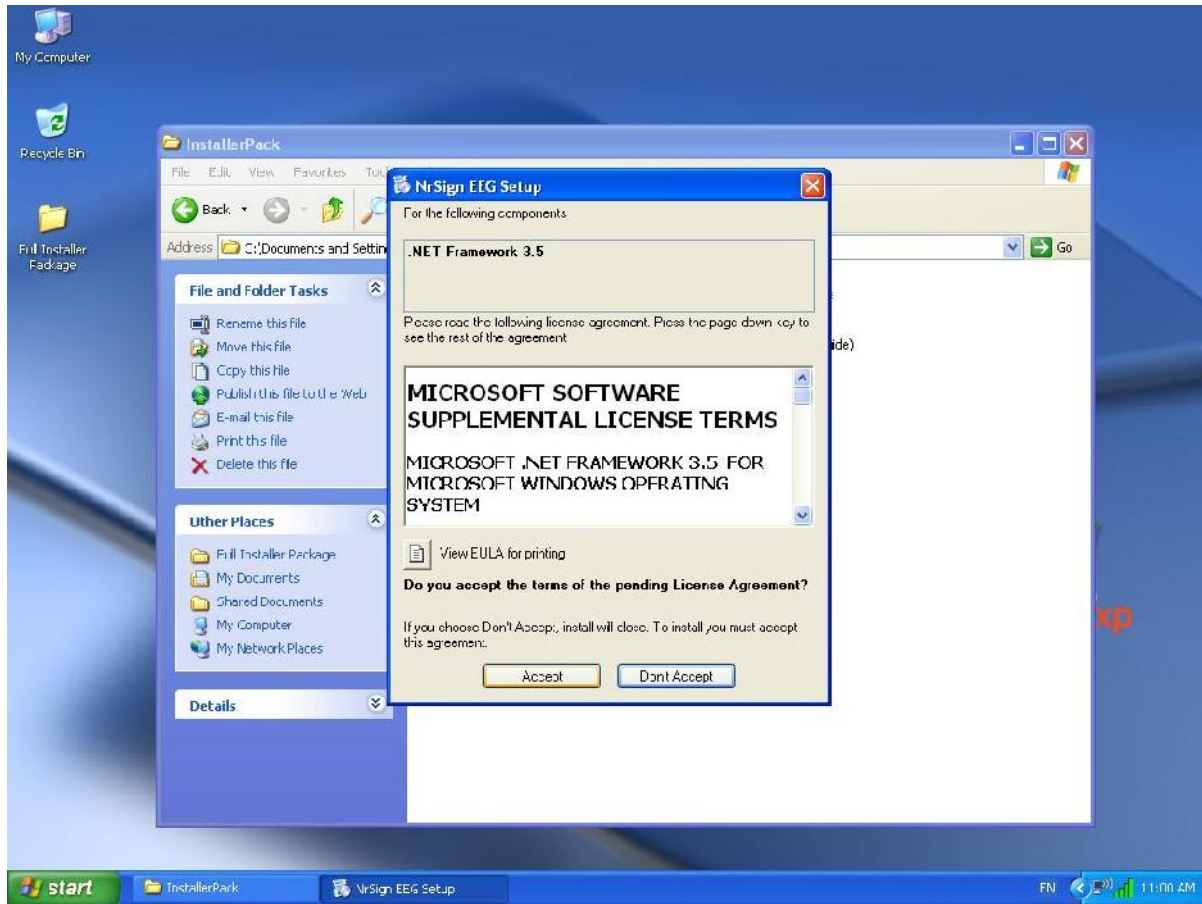 My Computer
Recycle Bin
Full Installer
Package
InstallerPack
File Edit View Favorites
Back
Address C:\Documents and Settin
Go
File and Folder Tasks
Rename this file
Move this file
Copy this file
Publish this file to the Web
E-mail this file
Print this file
Delete this file
Other Places
Full Installer Package
My Documents
Shared Documents
My Computer
My Network Places
Details
NrSign EEG Setup
For the following components
.NET Framework 3.5
Please read the following license agreement. Press the page down key to
see the rest of the agreement
MICROSOFT SOFTWARE
SUPPLEMENTAL LICENSE TERMS
MICROSOFT .NET FRAMEWORK 3.5 FOR
MICROSOFT WINDOWS OPERATING
SYSTEM
View EULA for printing
Do you accept the terms of the pending License Agreement?
If you choose Don't Accept, install will close. To install you must accept
this agreement.
Accept
Dont Accept
ide)
xp
start
InstallerPack
NrSign EEG Setup
EN
11:00 AM